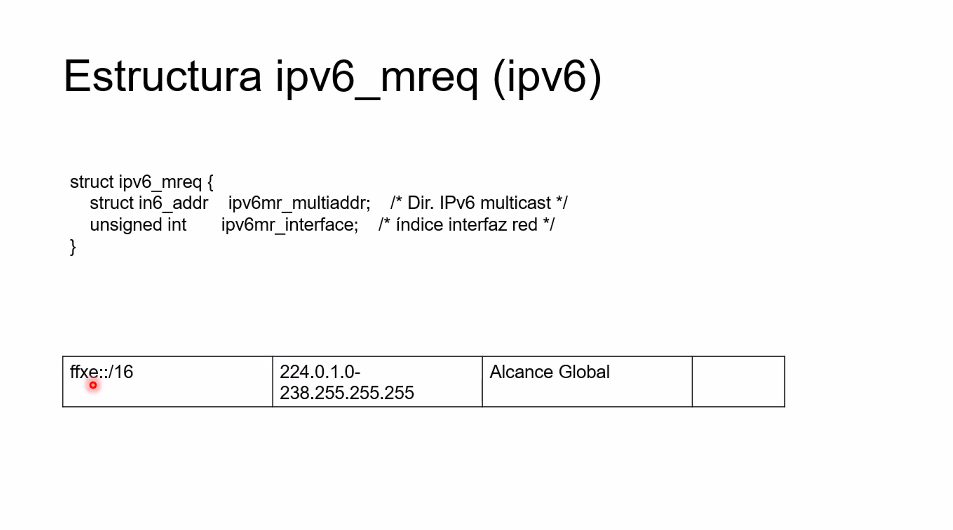 Estructura ipv6_mreq (ipv6)
struct ipv6_mreq {
struct in6_addr ipv6mr_multiaddr; /* Dir. IPv6 multicast */
unsigned int ipv6mr_interface; /* índice interfaz red */
}
ffxe::/16
224.0.1.0-
238.255.255.255
Alcance Global